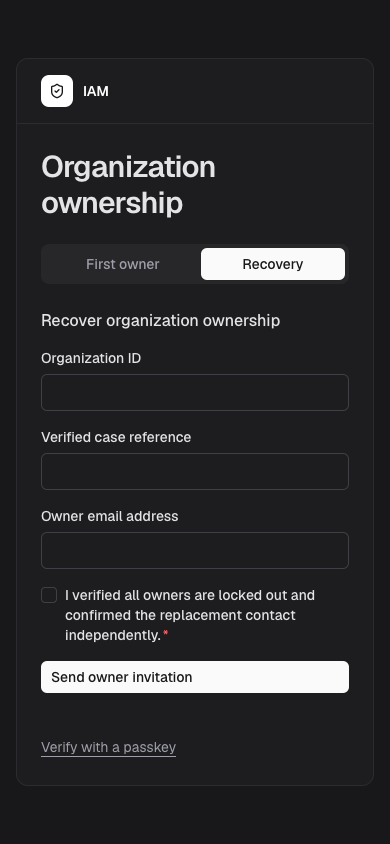 IAM
Organization
ownership
First owner
Recovery
Recover organization ownership
Organization ID
Verified case reference
Owner email address
I verified all owners are locked out and
confirmed the replacement contact
independently.*
Send owner invitation
Verify with a passkey